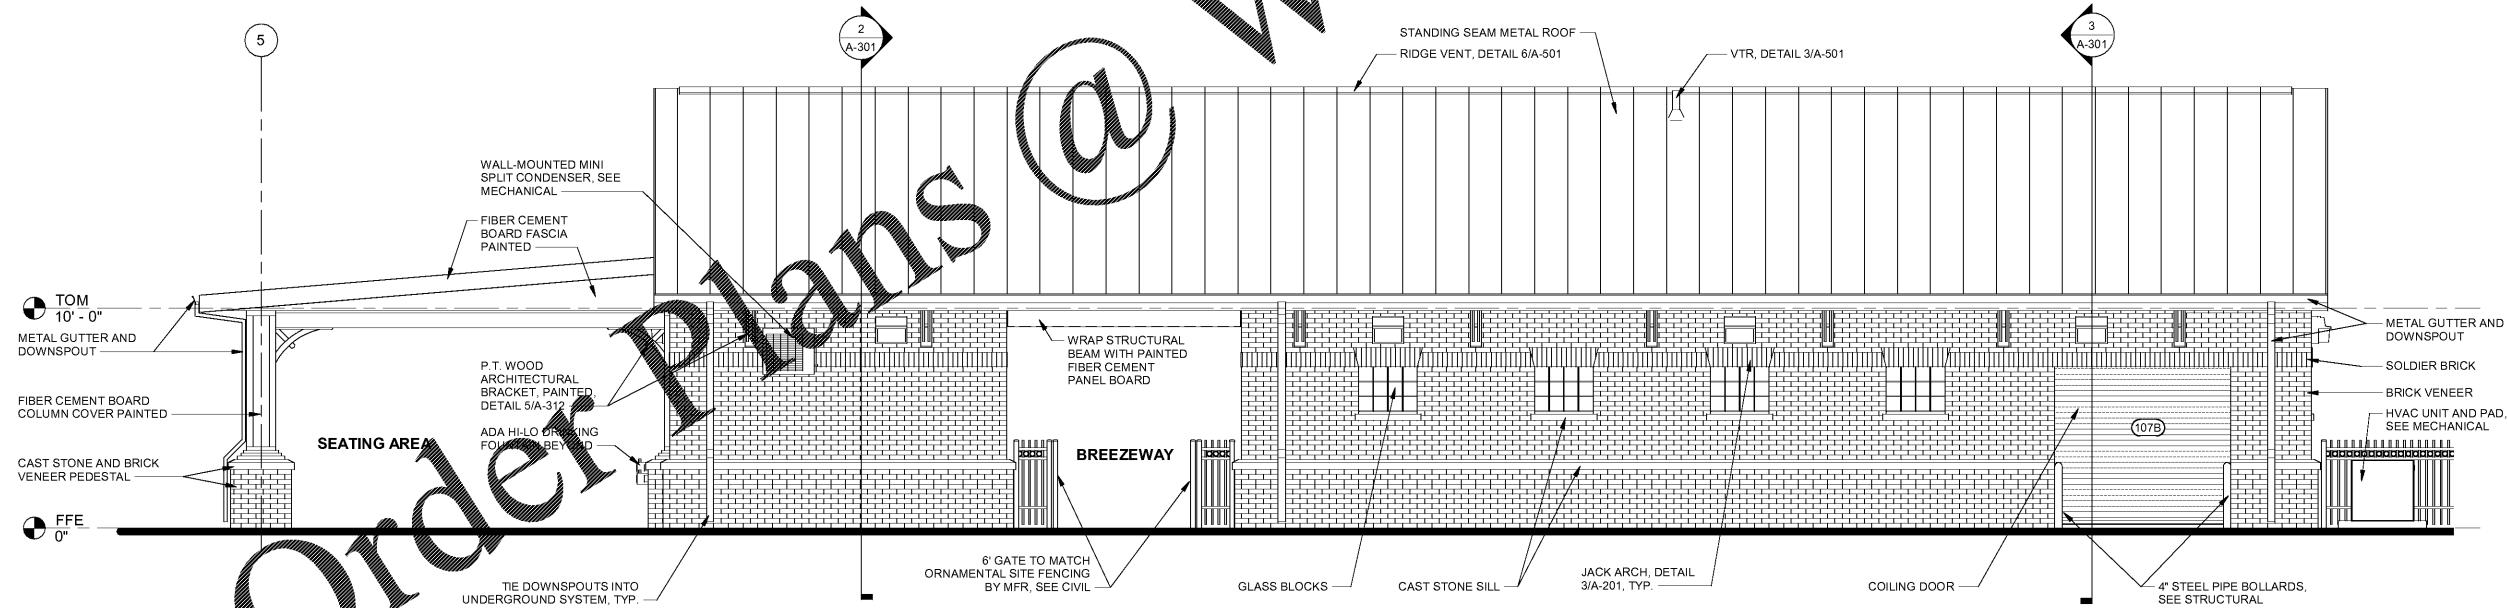 5
2
A-301
3
A-301
STANDING SEAM METAL ROOF
RIDGE VENT, DETAIL 6/A-501
VTR, DETAIL 3/A-501
WALL-MOUNTED MINI
SPLIT CONDENSER, SEE
MECHANICAL
FIBER CEMENT
BOARD FASCIA
PAINTED
TOM
10' - 0"
METAL GUTTER AND
DOWNSPOUT
METAL GUTTER AND
DOWNSPOUT
WRAP STRUCTURAL
BEAM WITH PAINTED
FIBER CEMENT
PANEL BOARD
P.T. WOOD
ARCHITECTURAL
BRACKET, PAINTED,
DETAIL 5/A-312
SOLDIER BRICK
BRICK VENEER
FIBER CEMENT BOARD
COLUMN COVER PAINTED
HVAC UNIT AND PAD,
SEE MECHANICAL
107B
ADA HI-LO DRINKING
FOUNTAIN BEYOND
SEATING AREA
BREEZEWAY
CAST STONE AND BRICK
VENEER PEDESTAL
FFE
0"
6' GATE TO MATCH
ORNAMENTAL SITE FENCING
BY MFR, SEE CIVIL
TIE DOWNSPOUTS INTO
UNDERGROUND SYSTEM, TYP.
GLASS BLOCKS
CAST STONE SILL
JACK ARCH, DETAIL
3/A-201, TYP.
COILING DOOR
4" STEEL PIPE BOLLARDS,
SEE STRUCTURAL
Order Plans @